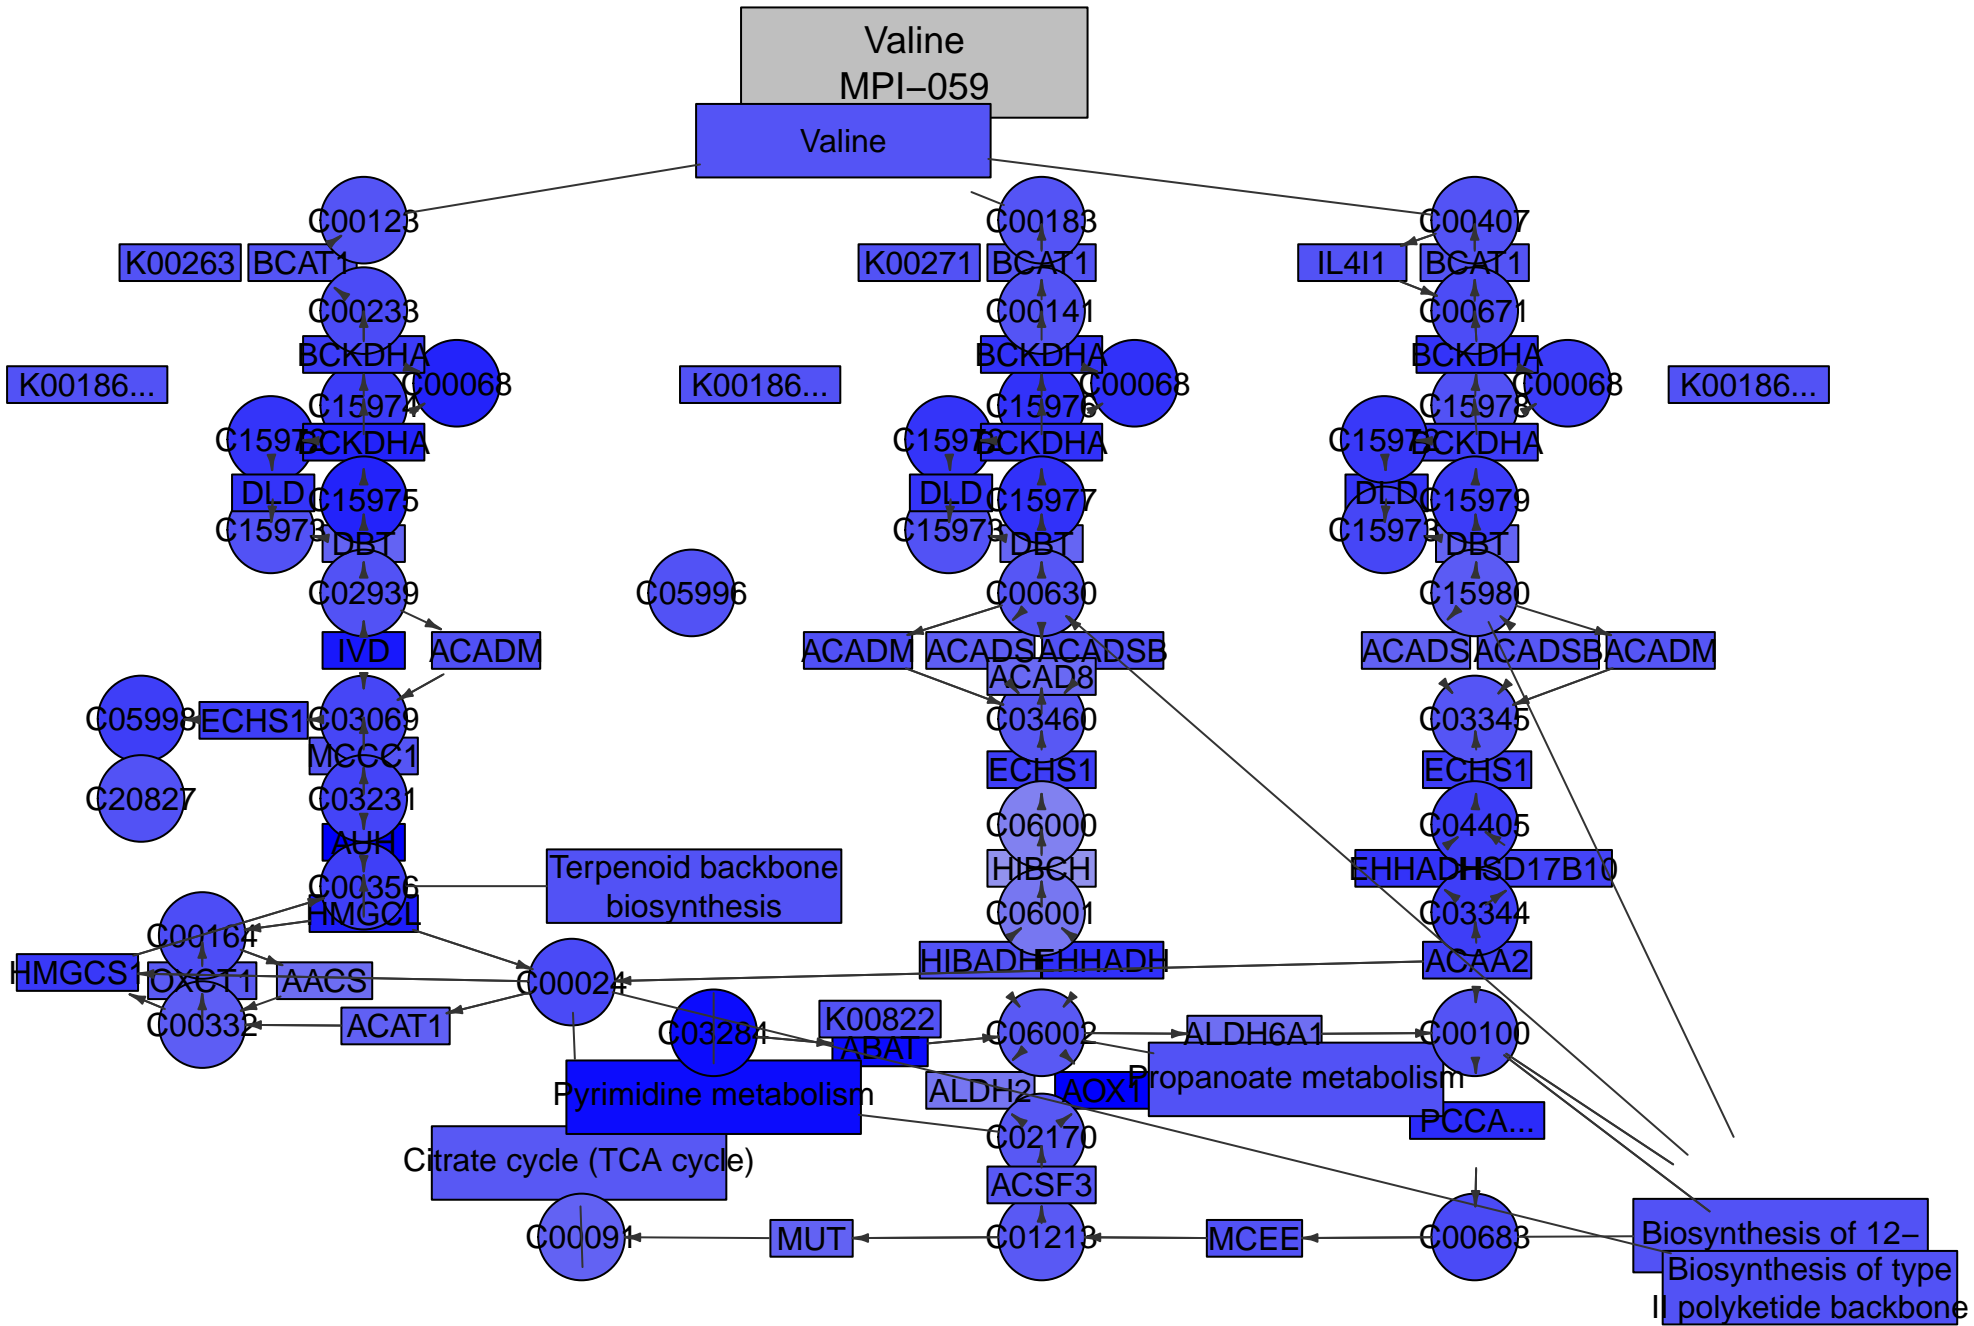 Valine
MPI−059
Valine
C00123
C00183
C00407
K00263
BCAT1
K00271
BCAT1
IL4I1
BCAT1
C00233
C00141
C00671
BCKDHA
BCKDHA
BCKDHA
K00186...
C00068
K00186...
C00068
C00068
K00186...
C15974
C15976
C15978
C15972
BCKDHA
C15972
BCKDHA
C15972
BCKDHA
DLD
C15975
DLD
C15977
DLD
C15979
C15973
DBT
C15973
DBT
C15973
DBT
C02939
C05996
C00630
C15980
IVD
ACADM
ACADM
ACADS
ACADSB
ACADS
ACADSB
ACADM
ACAD8
C05998
ECHS1
C03069
C03460
C03345
MCCC1
ECHS1
ECHS1
C20827
C03231
C06000
C04405
AUH
HIBCH
EHHADH
HSD17B10
Terpenoid backbone
biosynthesis
C00356
HMGCL
C06001
C03344
C00164
HIBADH
EHHADH
ACAA2
HMGCS1
OXCT1
AACS
C00024
C00332
ACAT1
C03284
K00822
ABAT
C06002
ALDH6A1
C00100
Pyrimidine metabolism
ALDH2
AOX1
Propanoate metabolism
PCCA...
C02170
Citrate cycle (TCA cycle)
ACSF3
C00091
MUT
C01213
MCEE
C00683
Biosynthesis of 12−
Biosynthesis of type
II polyketide backbone